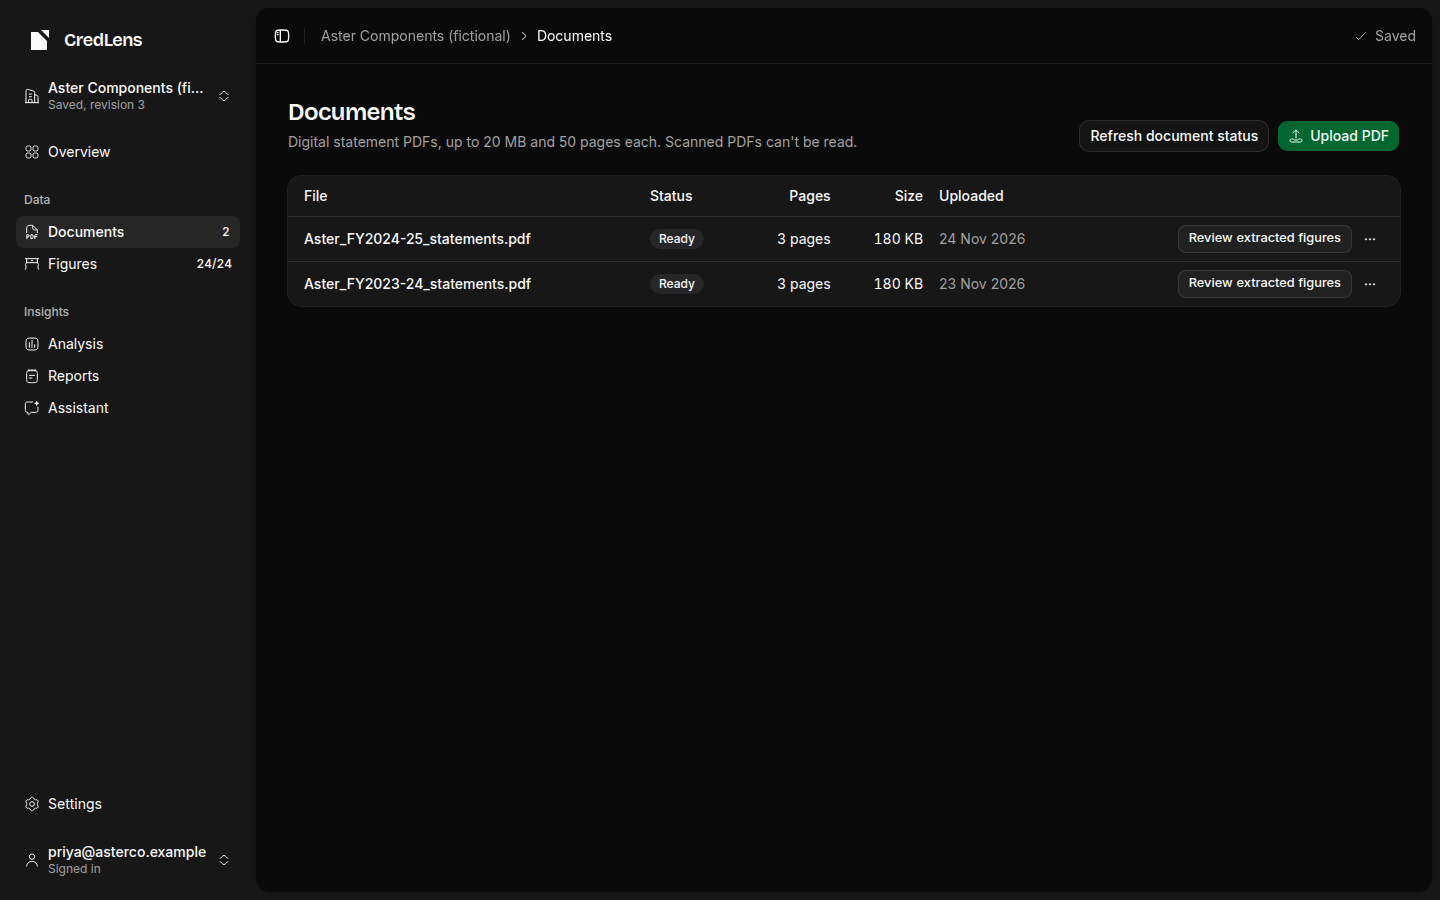 CredLens
Aster Components (fi...
Saved, revision 3
Overview
Data
Documents 2
Figures 24/24
Insights
Analysis
Reports
Assistant
Settings
priya@asterco.example
Signed in
Aster Components (fictional) > Documents
Saved
Documents
Digital statement PDFs, up to 20 MB and 50 pages each. Scanned PDFs can't be read.
Refresh document status
Upload PDF
File Status Pages Size Uploaded
Aster_FY2024-25_statements.pdf Ready 3 pages 180 KB 24 Nov 2026 Review extracted figures ...
Aster_FY2023-24_statements.pdf Ready 3 pages 180 KB 23 Nov 2026 Review extracted figures ...